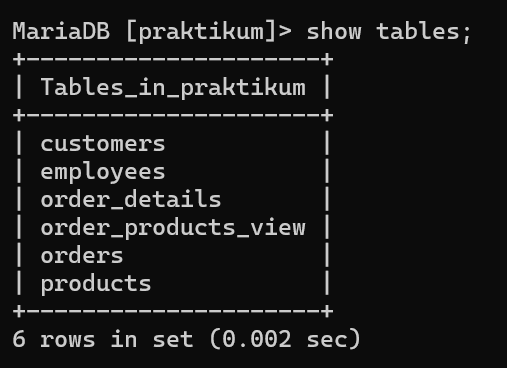 MariaDB [praktikum]> show tables;
+---------------------+
| Tables_in_praktikum |
+---------------------+
| customers           |
| employees           |
| order_details       |
| order_products_view |
| orders              |
| products            |
+---------------------+
6 rows in set (0.002 sec)